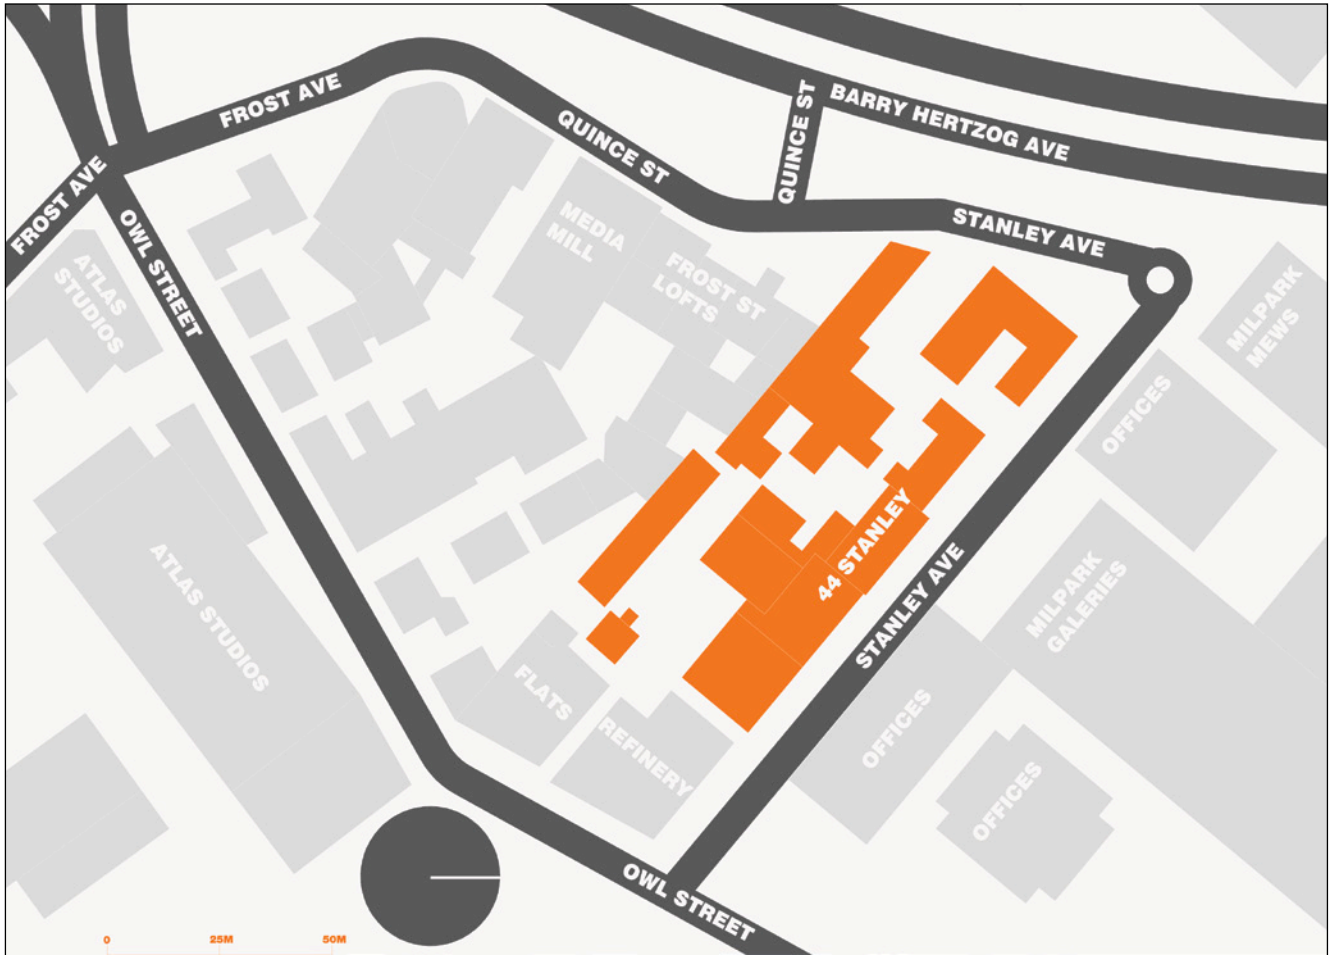 FROST AVE
QUINCE ST
QUINCE ST
BARRY HERTZOG AVE
FROST AVE
OWL STREET
STANLEY AVE
ATLAS
STUDIOS
MEDIA
MILL
FROST ST
LOFTS
MILPARK
MEWS
OFFICES
44 STANLEY
STANLEY AVE
MILPARK
GALERIES
ATLAS STUDIOS
FLATS
REFINERY
OFFICES
OFFICES
OWL STREET
0 25M 50M